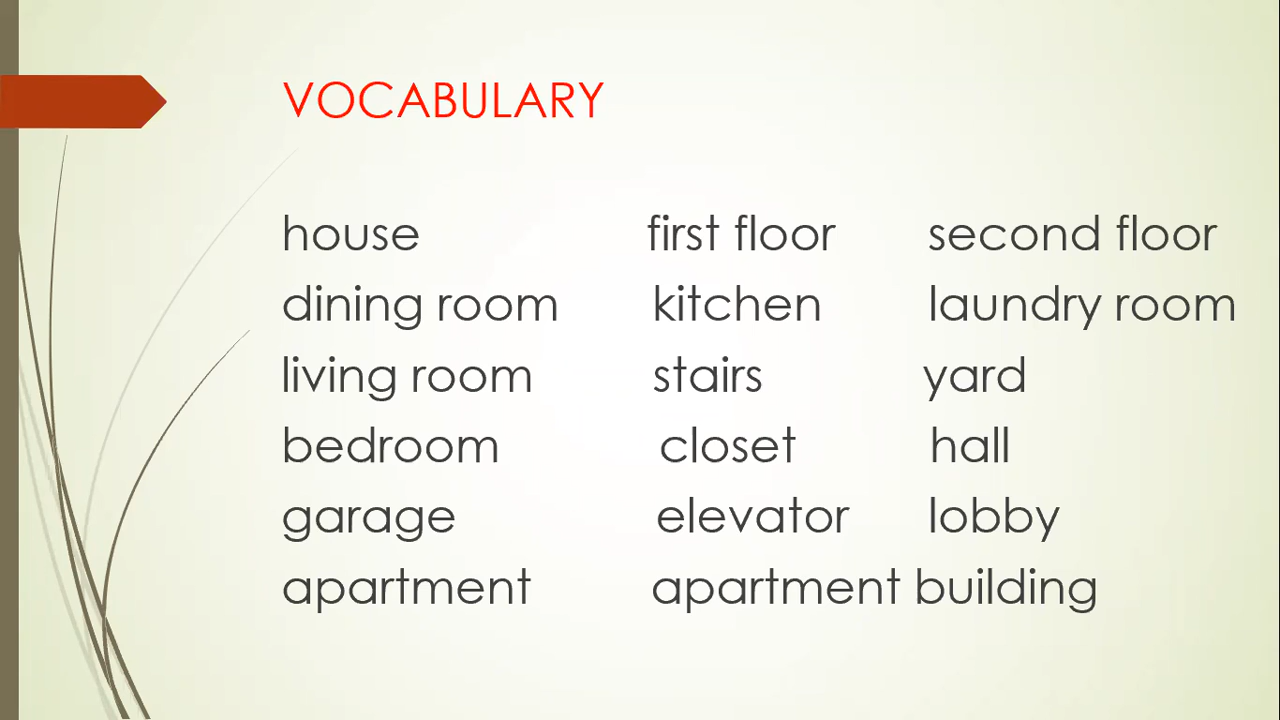 VOCABULARY
house first floor second floor
dining room kitchen laundry room
living room stairs yard
bedroom closet hall
garage elevator lobby
apartment apartment building